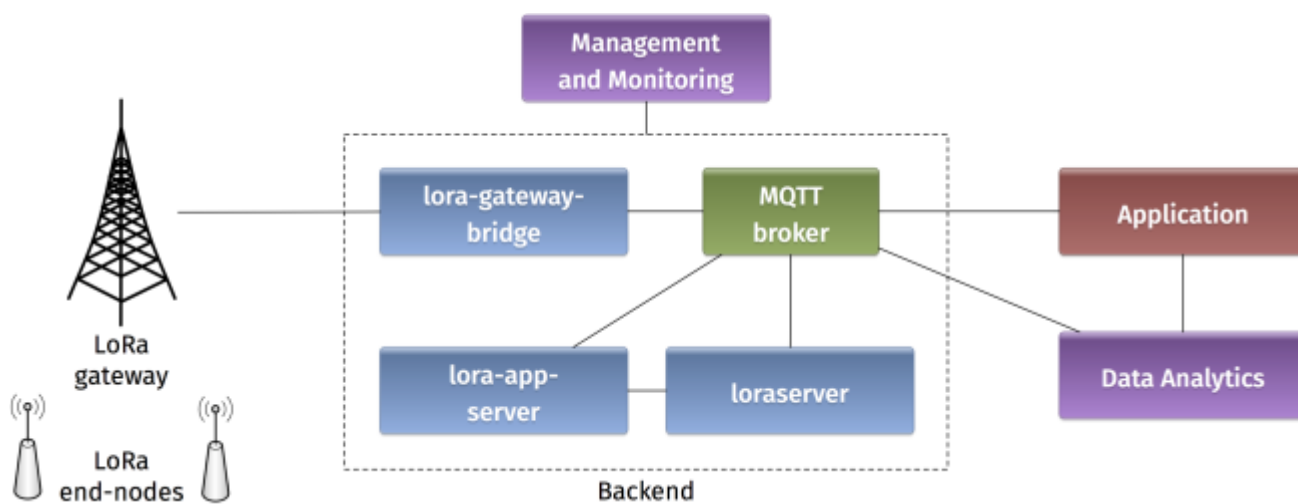 Management
and Monitoring
lora-gateway-
bridge
MQTT
broker
Application
LoRa
gateway
lora-app-
server
loraserver
Data Analytics
LoRa
end-nodes
Backend